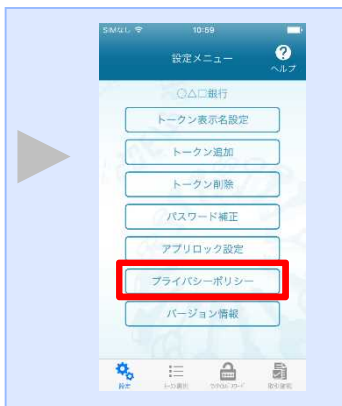 SIMなし 10:59
設定メニュー
ヘルプ
○△□銀行
トークン表示名設定
トークン追加
トークン削除
パスワード補正
アプリロック設定
プライバシーポリシー
バージョン情報
設定